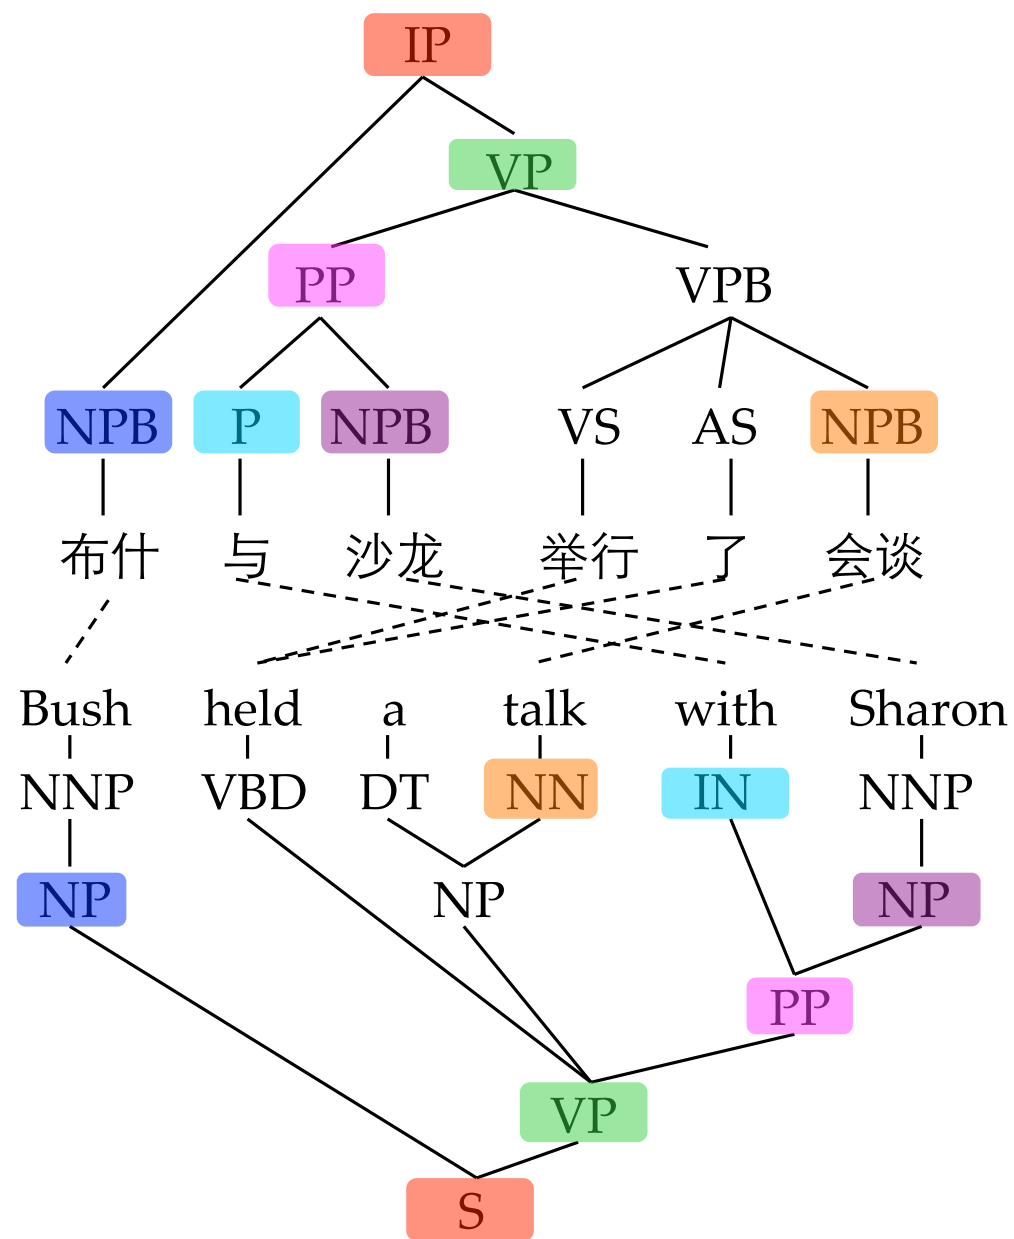 IP
VP
PP VPB
NPB P NPB VS AS NPB
布什 与 沙龙 举行 了 会谈
Bush held a talk with Sharon
NNP VBD DT NN IN NNP
NP NP NP
PP
VP
S